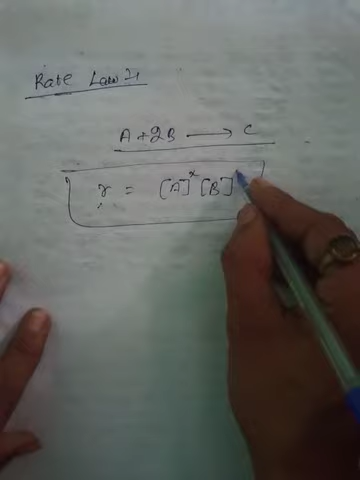 Rate Law :-
A + 2B ⟶ C
r = [A]ˣ [B]